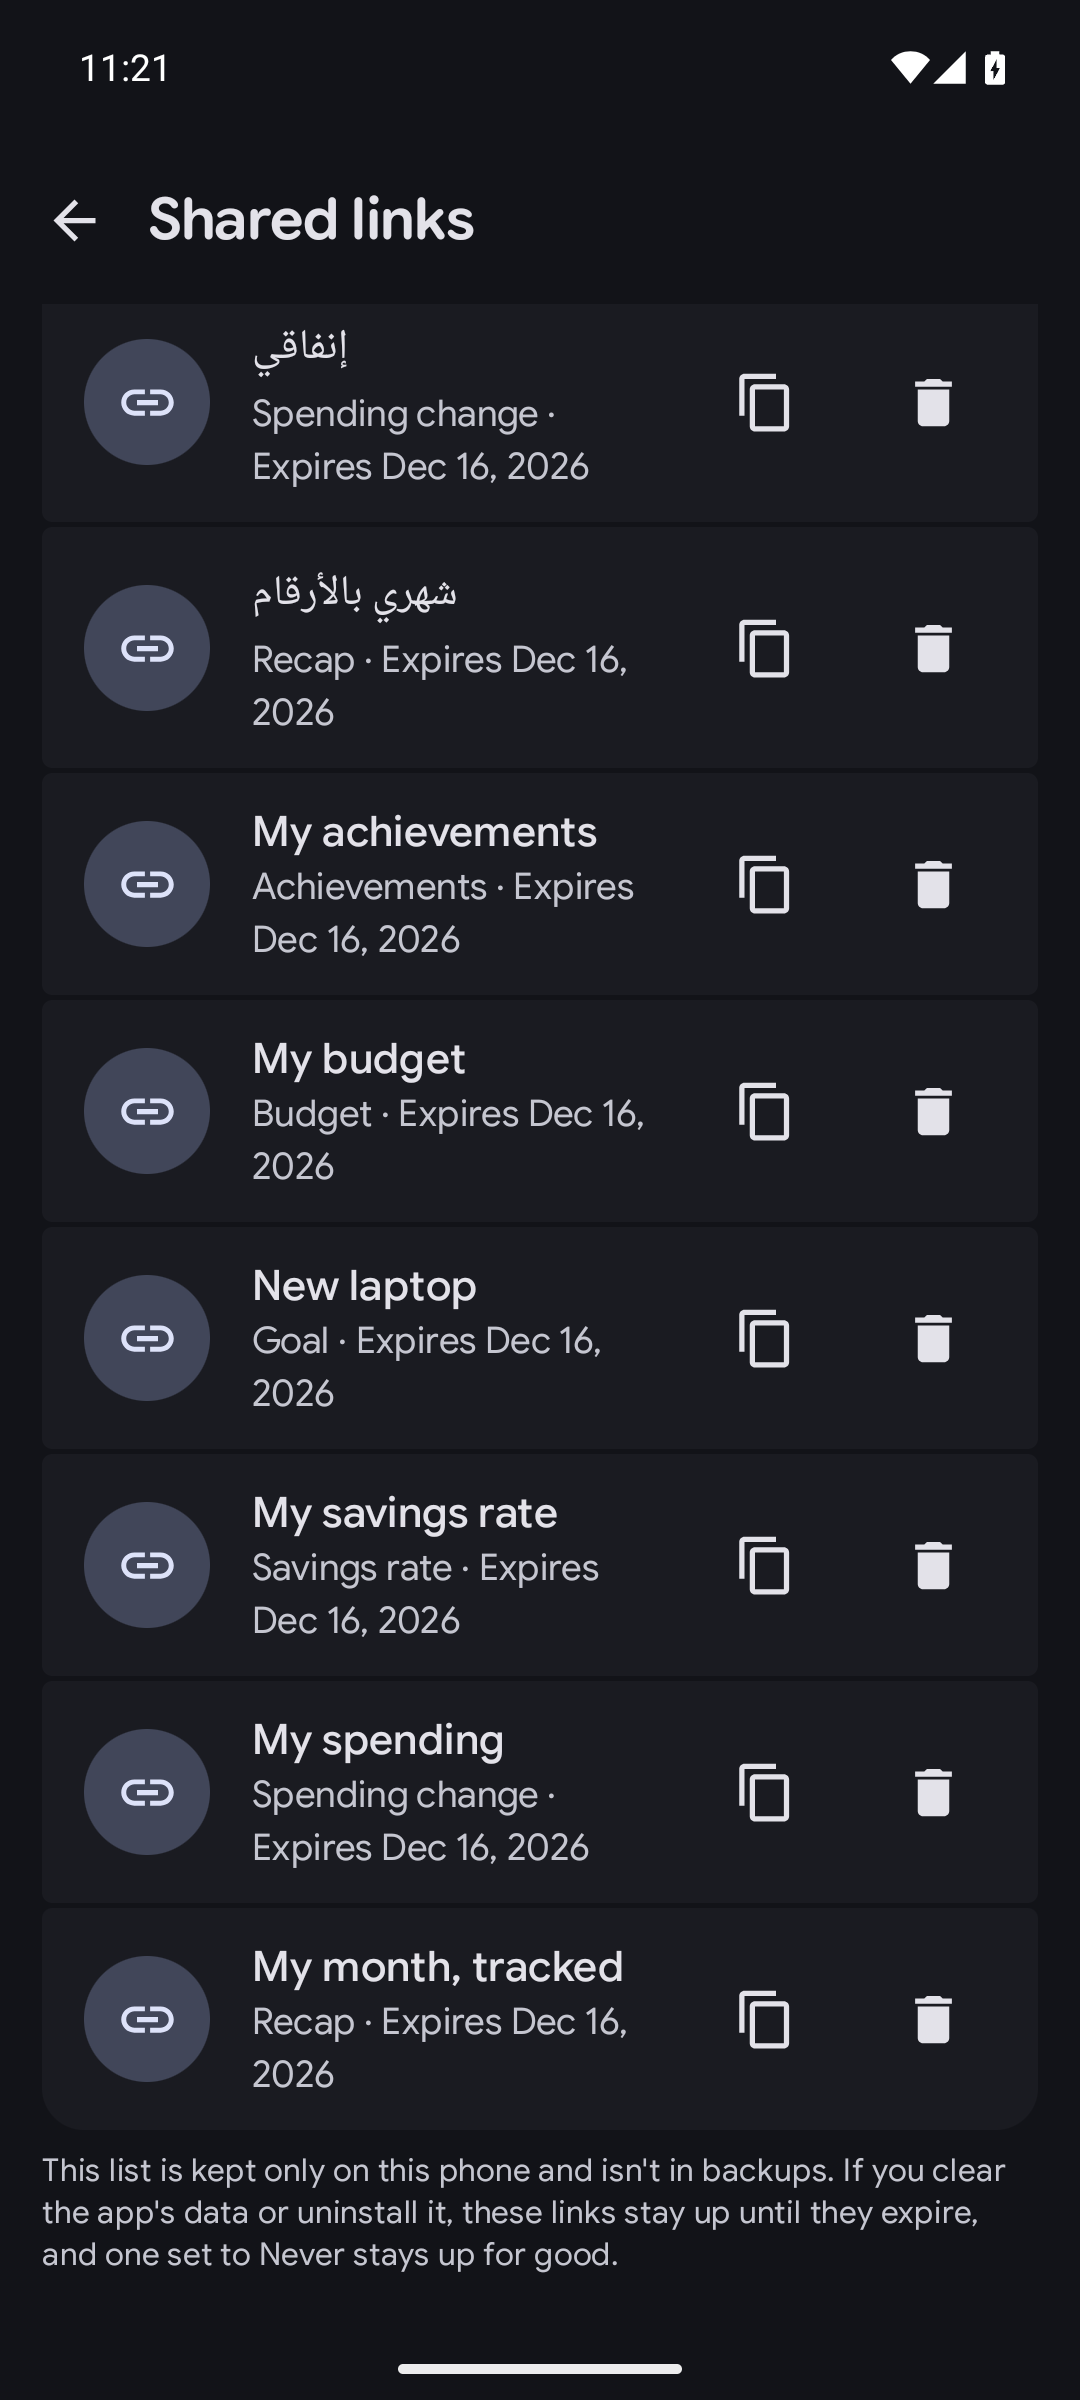 11:21
Shared links
إنفاقي
Spending change ·
Expires Dec 16, 2026
شهري بالأرقام
Recap · Expires Dec 16,
2026
My achievements
Achievements · Expires
Dec 16, 2026
My budget
Budget · Expires Dec 16,
2026
New laptop
Goal · Expires Dec 16,
2026
My savings rate
Savings rate · Expires
Dec 16, 2026
My spending
Spending change ·
Expires Dec 16, 2026
My month, tracked
Recap · Expires Dec 16,
2026
This list is kept only on this phone and isn't in backups. If you clear
the app's data or uninstall it, these links stay up until they expire,
and one set to Never stays up for good.